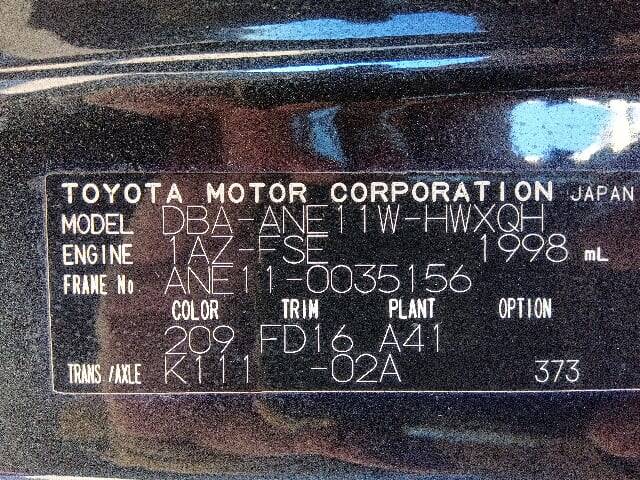 TOYOTA MOTOR CORPORATION JAPAN
MODEL DBA-ANE11W-HWXQH
ENGINE 1AZ-FSE 1998 mL
FRAME No ANE11-0035156
COLOR TRIM PLANT OPTION
209 FD16 A41
TRANS/AXLE K111 -02A 373